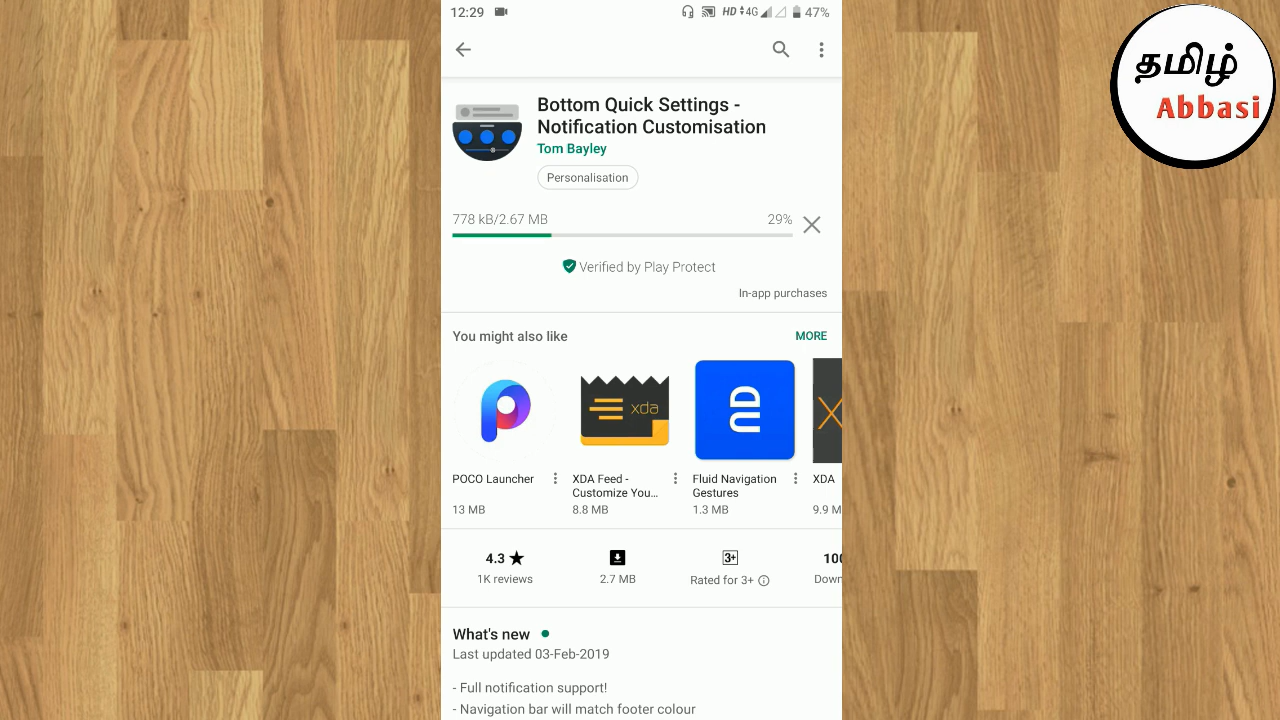 12:29
HD 4G 47%
தமிழ்
Abbasi
Bottom Quick Settings -
Notification Customisation
Tom Bayley
Personalisation
778 kB/2.67 MB 29%
Verified by Play Protect
In-app purchases
You might also like MORE
xda
POCO Launcher
XDA Feed -
Customize You...
Fluid Navigation
Gestures
XDA
13 MB 8.8 MB 1.3 MB 9.9 M
4.3 ★ 3+ 100
1K reviews 2.7 MB Rated for 3+ Down
What's new
Last updated 03-Feb-2019
- Full notification support!
- Navigation bar will match footer colour